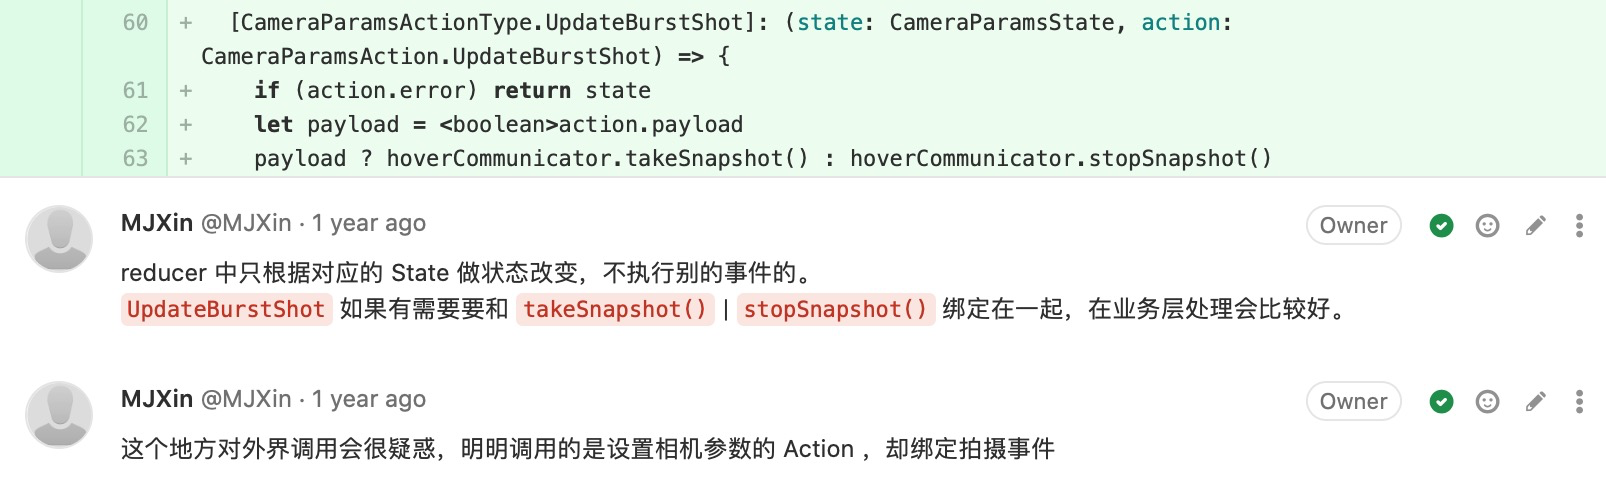 60 + [CameraParamsActionType.UpdateBurstShot]: (state: CameraParamsState, action:
CameraParamsAction.UpdateBurstShot) => {
61 + if (action.error) return state
62 + let payload = <boolean>action.payload
63 + payload ? hoverCommunicator.takeSnapshot() : hoverCommunicator.stopSnapshot()
MJXin @MJXin · 1 year ago Owner
reducer 中只根据对应的 State 做状态改变，不执行别的事件的。
UpdateBurstShot 如果有需要要和 takeSnapshot() | stopSnapshot() 绑定在一起，在业务层处理会比较好。
MJXin @MJXin · 1 year ago Owner
这个地方对外界调用会很疑惑，明明调用的是设置相机参数的 Action ，却绑定拍摄事件